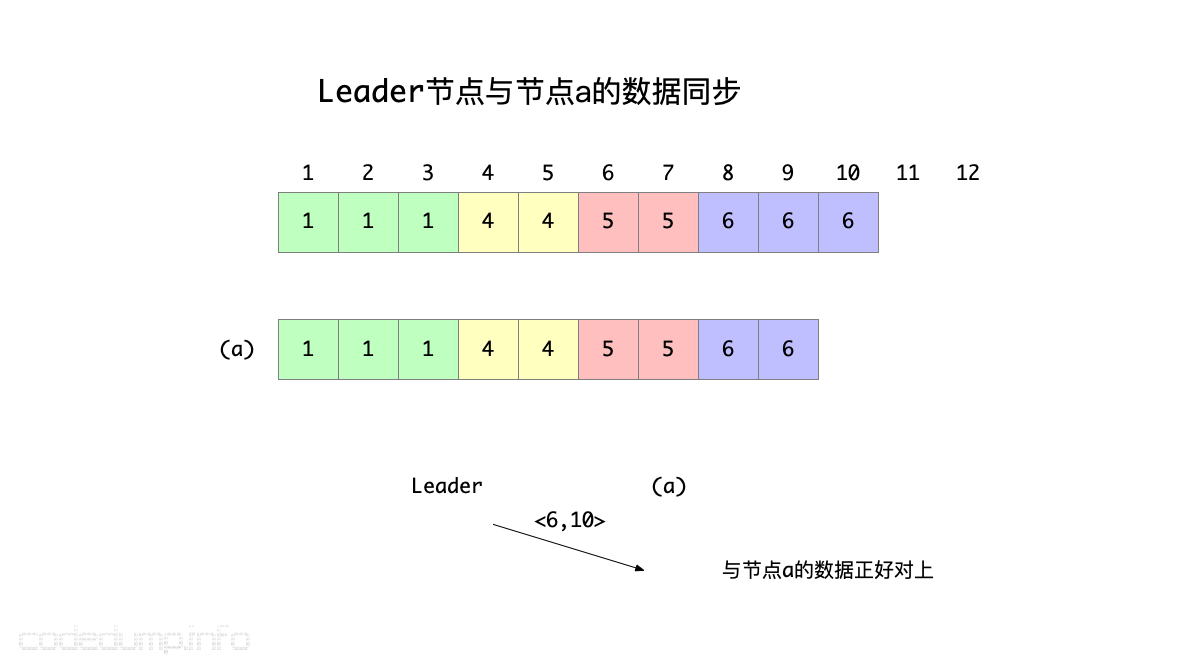 Leader节点与节点a的数据同步
1 2 3 4 5 6 7 8 9 10 11 12
1 1 1 4 4 5 5 6 6 6
(a) 1 1 1 4 4 5 5 6 6
Leader (a)
<6,10>
与节点a的数据正好对上
codedump.info